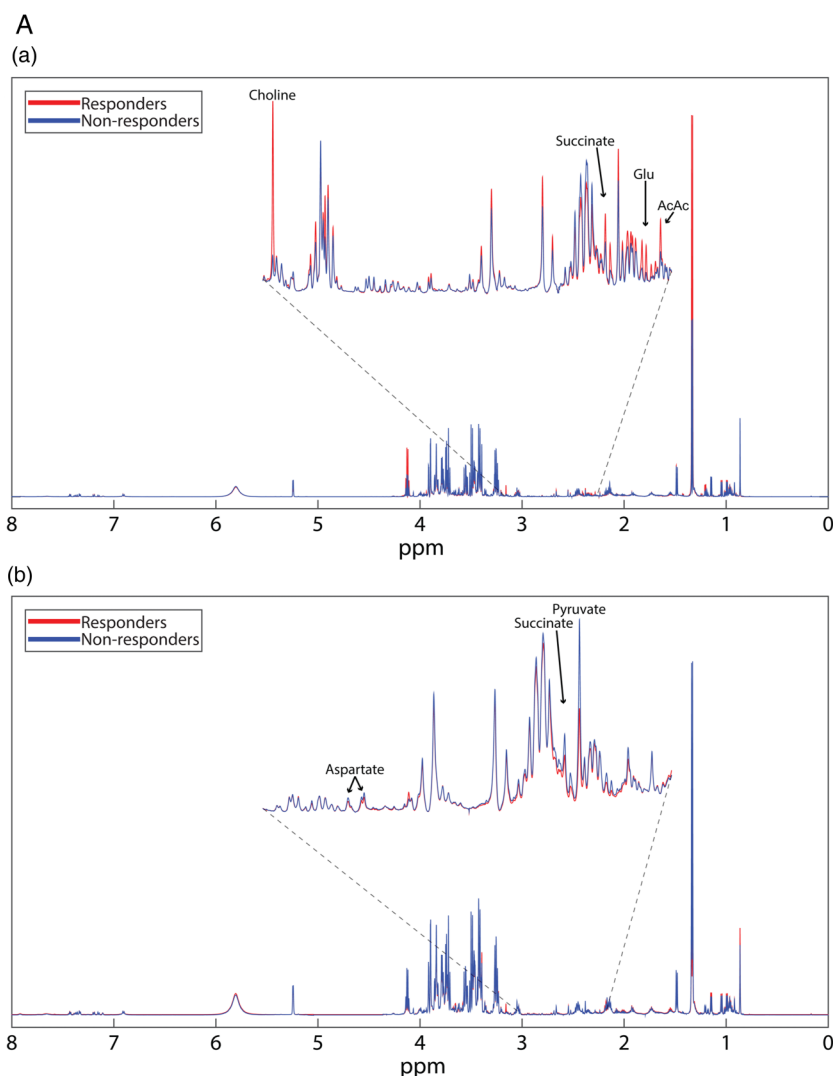 A
(a)
Responders
Non-responders
Choline
Succinate
Glu
AcAc
8 7 6 5 4 3 2 1 0
ppm
(b)
Responders
Non-responders
Pyruvate
Succinate
Aspartate
8 7 6 5 4 3 2 1 0
ppm